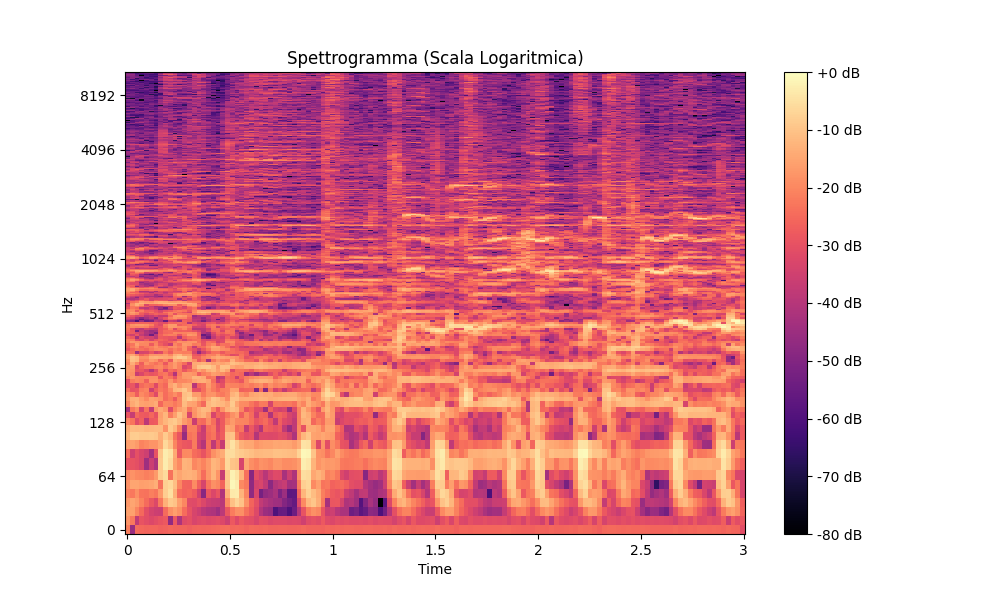 Spettrogramma (Scala Logaritmica)
8192
4096
2048
1024
512
256
128
64
0
Hz
0
0.5
1
1.5
2
2.5
3
Time
+0 dB
-10 dB
-20 dB
-30 dB
-40 dB
-50 dB
-60 dB
-70 dB
-80 dB